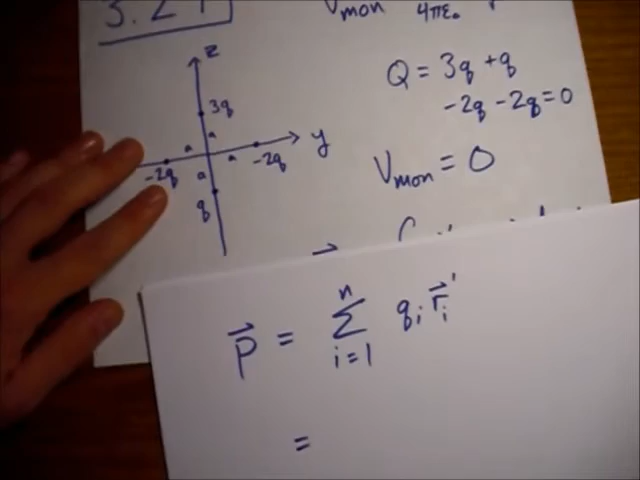 3.27
V_mon 4πε₀
z
3q
a
a
a
a
y
-2q
-2q
q
Q = 3q + q
-2q - 2q = 0
V_mon = 0
p⃗ = Σ_{i=1}^{n} q_i r⃗_i'
=